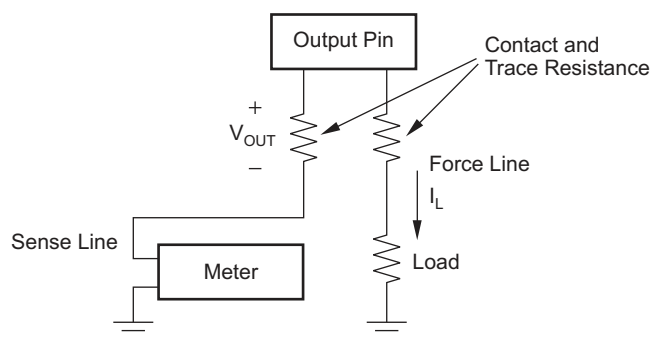 Output Pin
Contact and
Trace Resistance
+
VOUT
–
Force Line
IL
Sense Line
Meter
Load